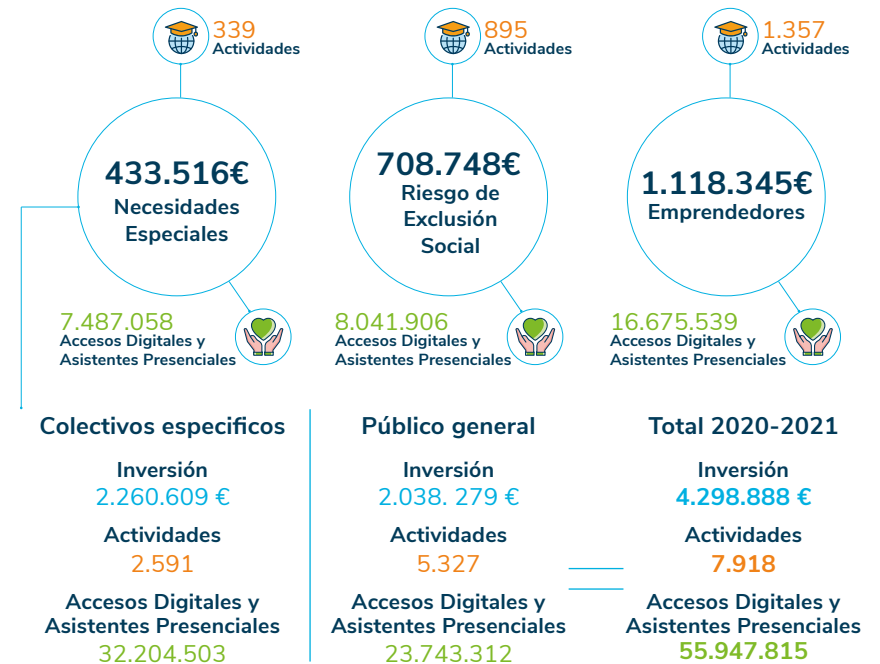 339
Actividades
895
Actividades
1.357
Actividades
433.516€
Necesidades
Especiales
708.748€
Riesgo de
Exclusión
Social
1.118.345€
Emprendedores
7.487.058
Accesos Digitales y
Asistentes Presenciales
8.041.906
Accesos Digitales y
Asistentes Presenciales
16.675.539
Accesos Digitales y
Asistentes Presenciales
Colectivos especificos
Inversión
2.260.609 €
Actividades
2.591
Accesos Digitales y
Asistentes Presenciales
32.204.503
Público general
Inversión
2.038. 279 €
Actividades
5.327
Accesos Digitales y
Asistentes Presenciales
23.743.312
Total 2020-2021
Inversión
4.298.888 €
Actividades
7.918
Accesos Digitales y
Asistentes Presenciales
55.947.815